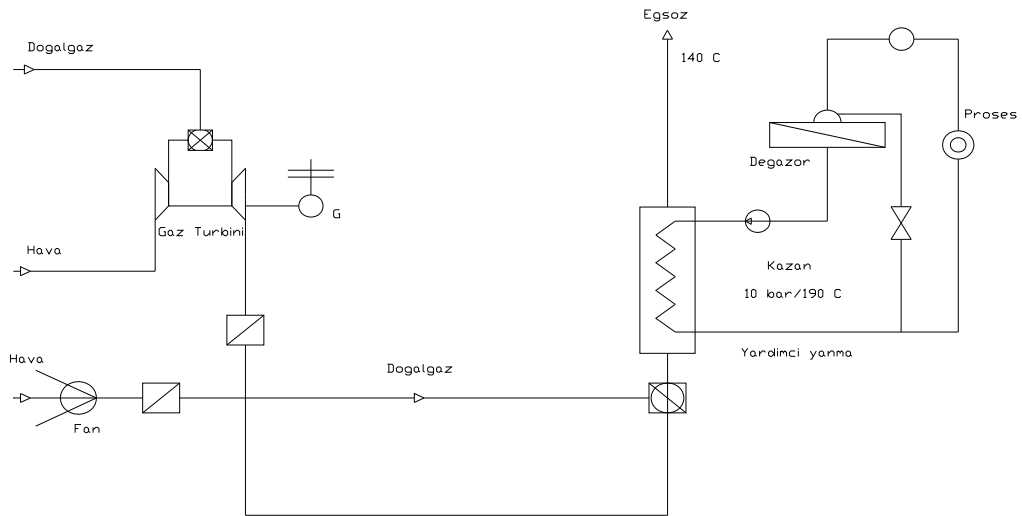 Egsoz
Dogalgaz
140 C
Proses
Degazor
G
Gaz Turbini
Hava
Kazan
10 bar/190 C
Yardimci yanma
Hava
Dogalgaz
Fan